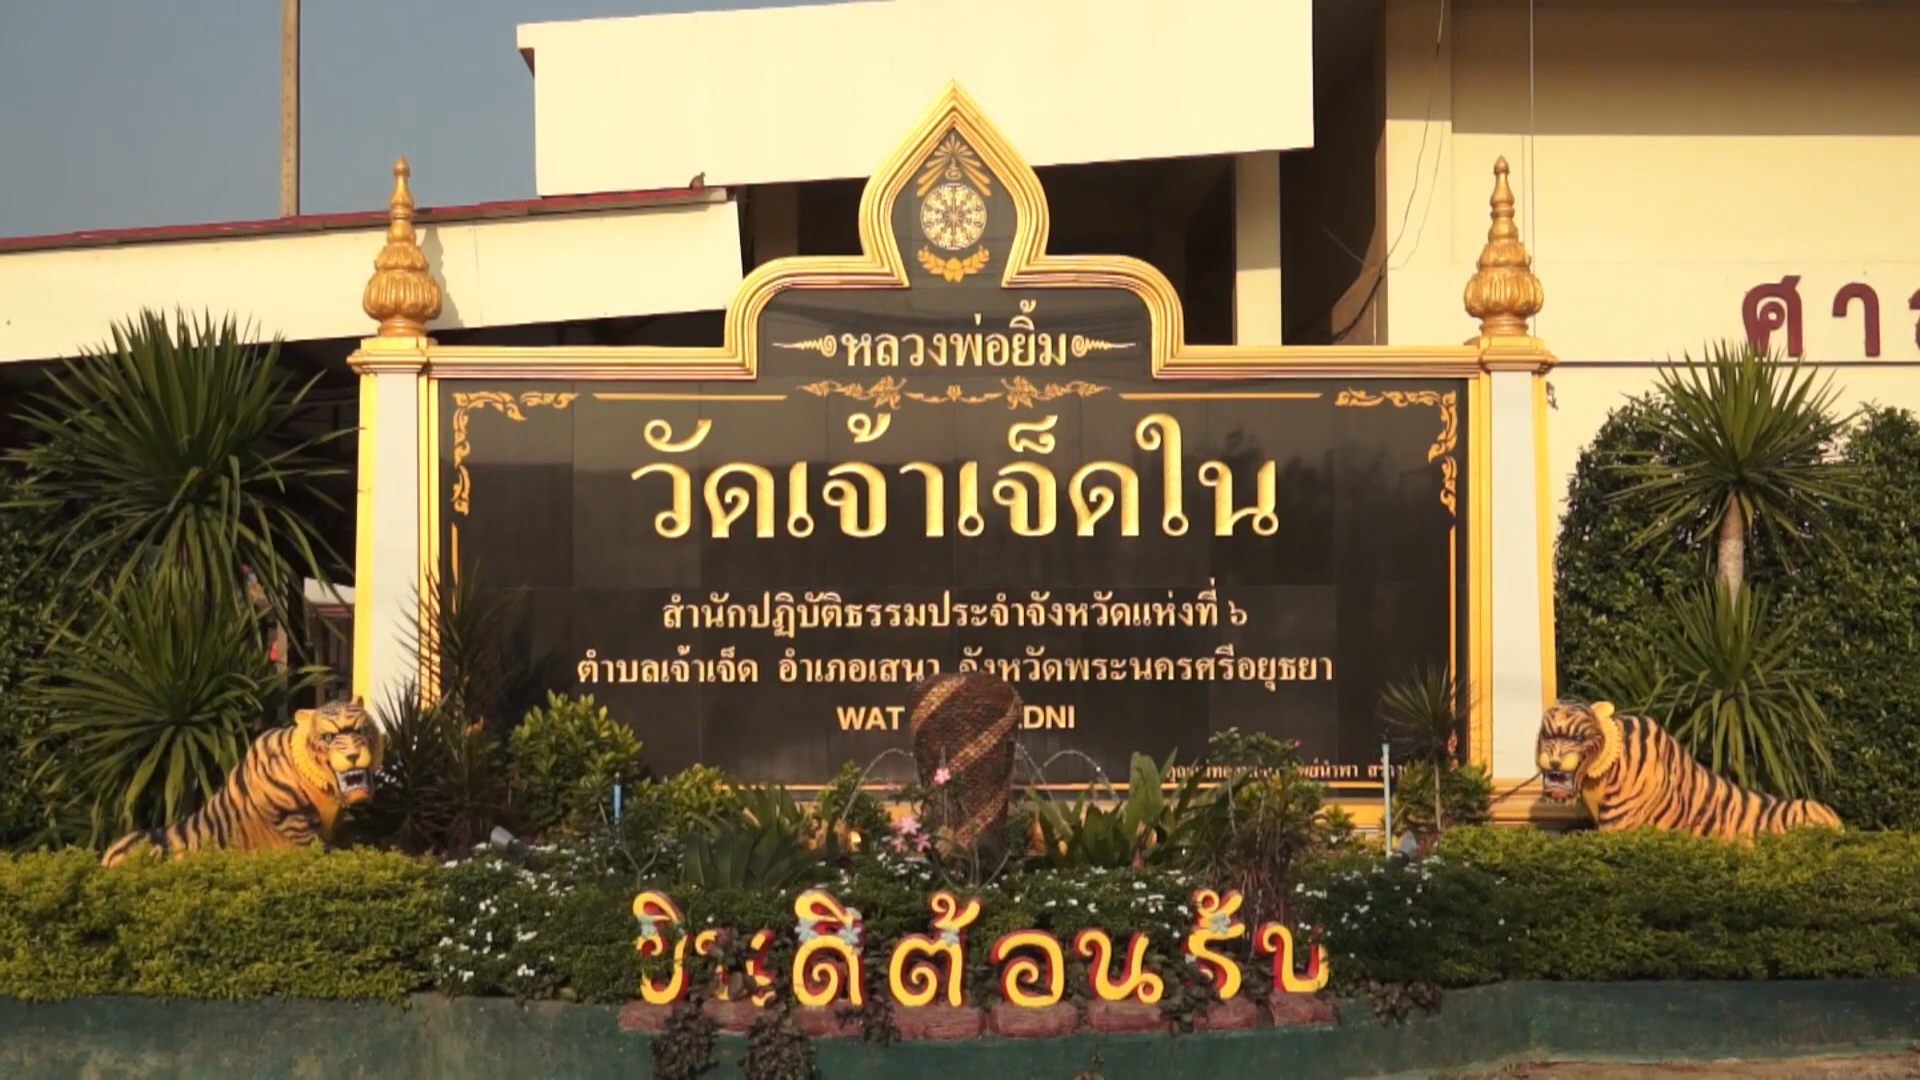 หลวงพ่อยิ้ม
วัดเจ้าเจ็ดใน
สำนักปฏิบัติธรรมประจำจังหวัดแห่งที่ ๖
ตำบลเจ้าเจ็ด อำเภอเสนา จังหวัดพระนครศรีอยุธยา
WAT DNI
ยินดีต้อนรับ